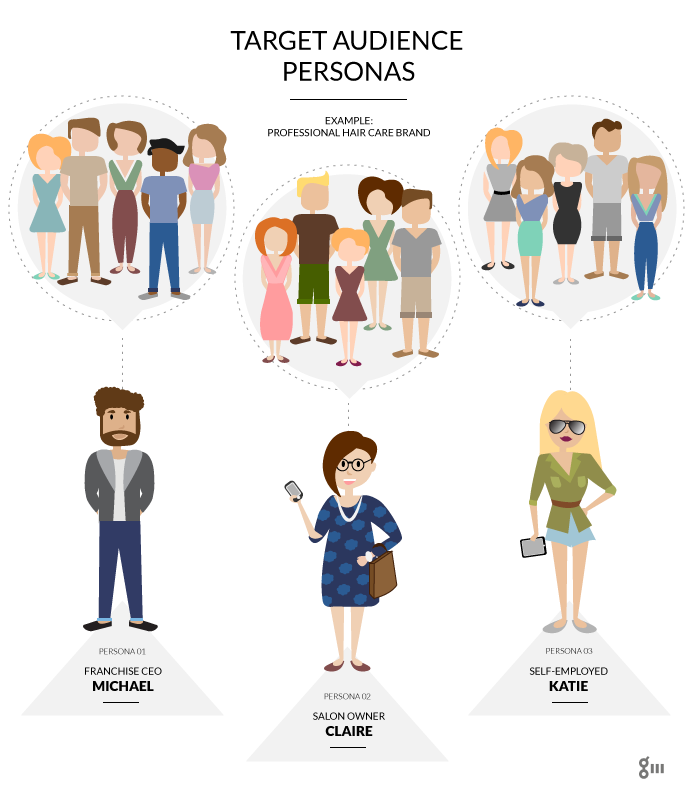 TARGET AUDIENCE
PERSONAS
EXAMPLE:
PROFESSIONAL HAIR CARE BRAND
PERSONA 01
FRANCHISE CEO
MICHAEL
PERSONA 02
SALON OWNER
CLAIRE
PERSONA 03
SELF-EMPLOYED
KATIE